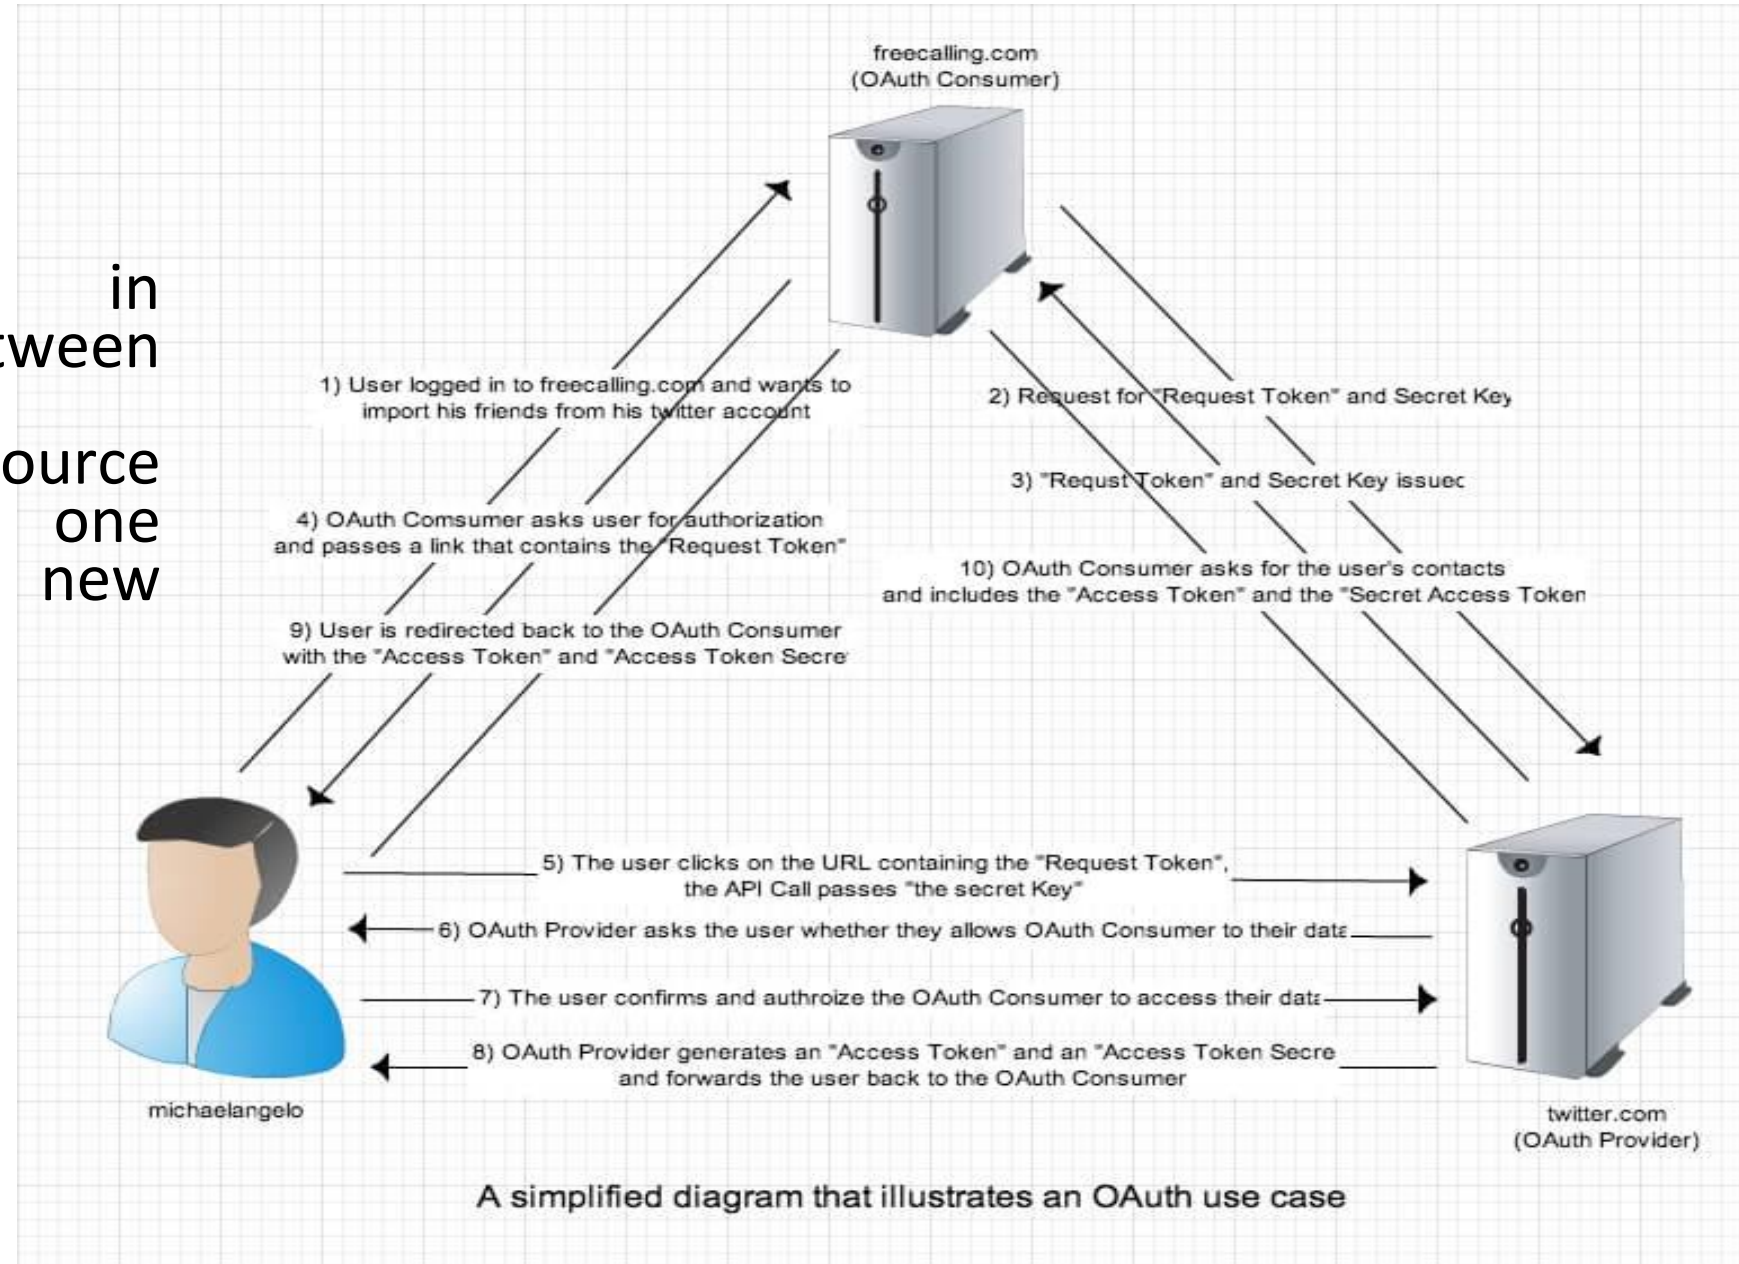 freecalling.com
(OAuth Consumer)
in
tween
ource
one
new
1) User logged in to freecalling.com and wants to
import his friends from his twitter account
2) Request for "Request Token" and Secret Key
3) "Requst Token" and Secret Key issued
4) OAuth Comsumer asks user for authorization
and passes a link that contains the "Request Token"
10) OAuth Consumer asks for the user's contacts
and includes the "Access Token" and the "Secret Access Token
9) User is redirected back to the OAuth Consumer
with the "Access Token" and "Access Token Secre
5) The user clicks on the URL containing the "Request Token",
the API Call passes "the secret Key"
6) OAuth Provider asks the user whether they allows OAuth Consumer to their data
7) The user confirms and authroize the OAuth Consumer to access their data
8) OAuth Provider generates an "Access Token" and an "Access Token Secre
and forwards the user back to the OAuth Consumer
michaelangelo
twitter.com
(OAuth Provider)
A simplified diagram that illustrates an OAuth use case